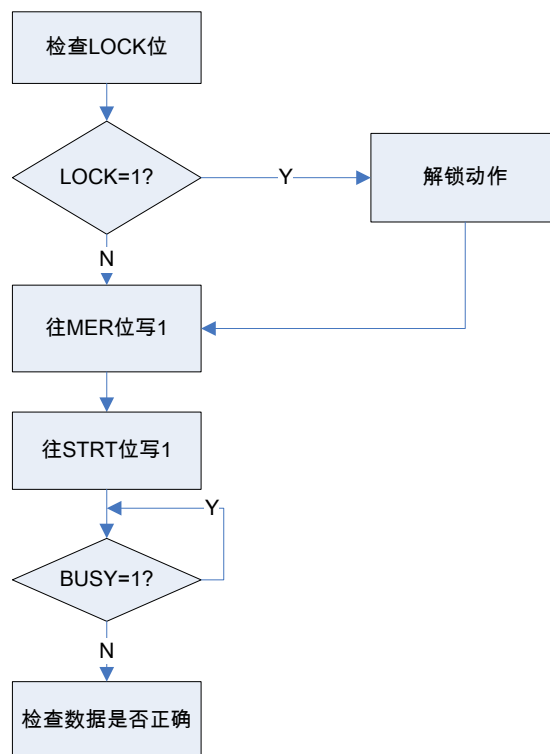 检查LOCK位
LOCK=1?
Y
解锁动作
N
往MER位写1
往STRT位写1
Y
BUSY=1?
N
检查数据是否正确